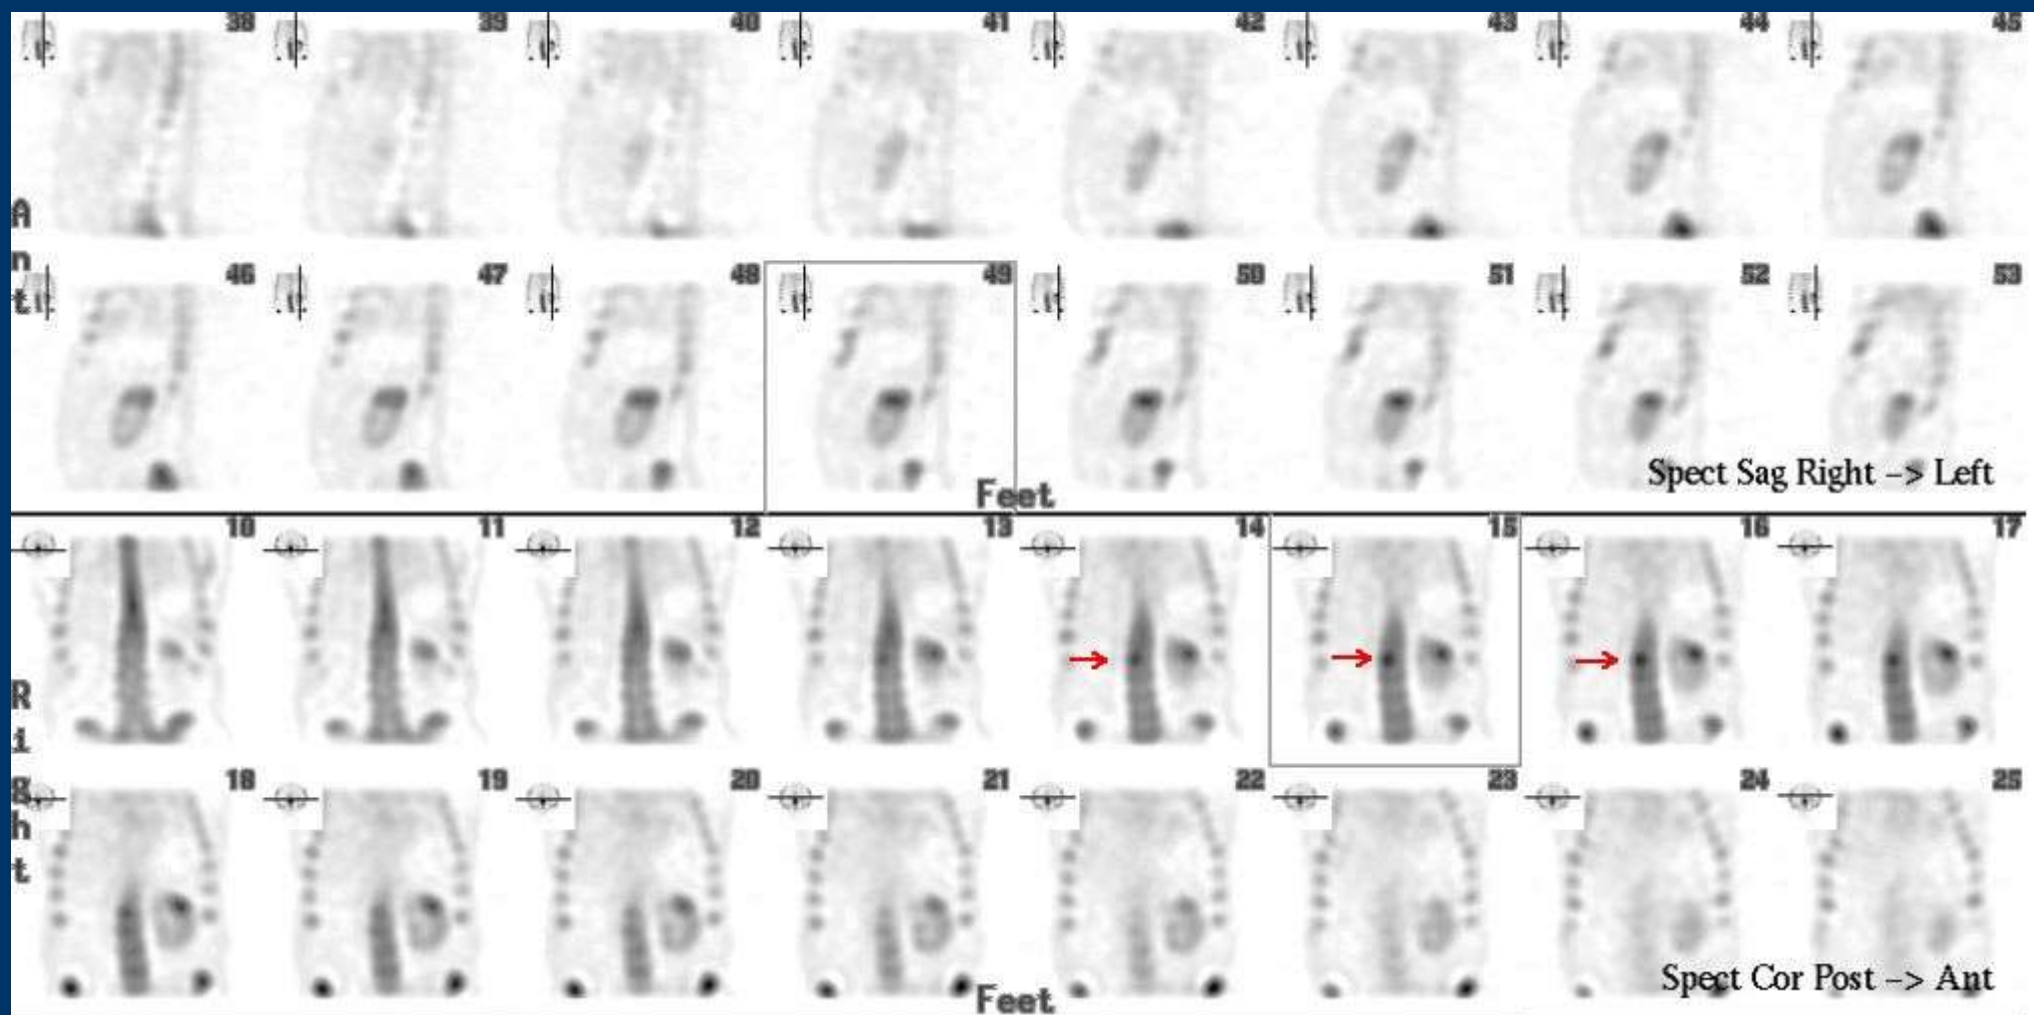 38 39 40 41 42 43 44 45
A
n
t
46 47 48 49 50 51 52 53
Spect Sag Right -> Left
Feet
10 11 12 13 14 15 16 17
R
i
g
h
t
18 19 20 21 22 23 24 25
Spect Cor Post -> Ant
Feet